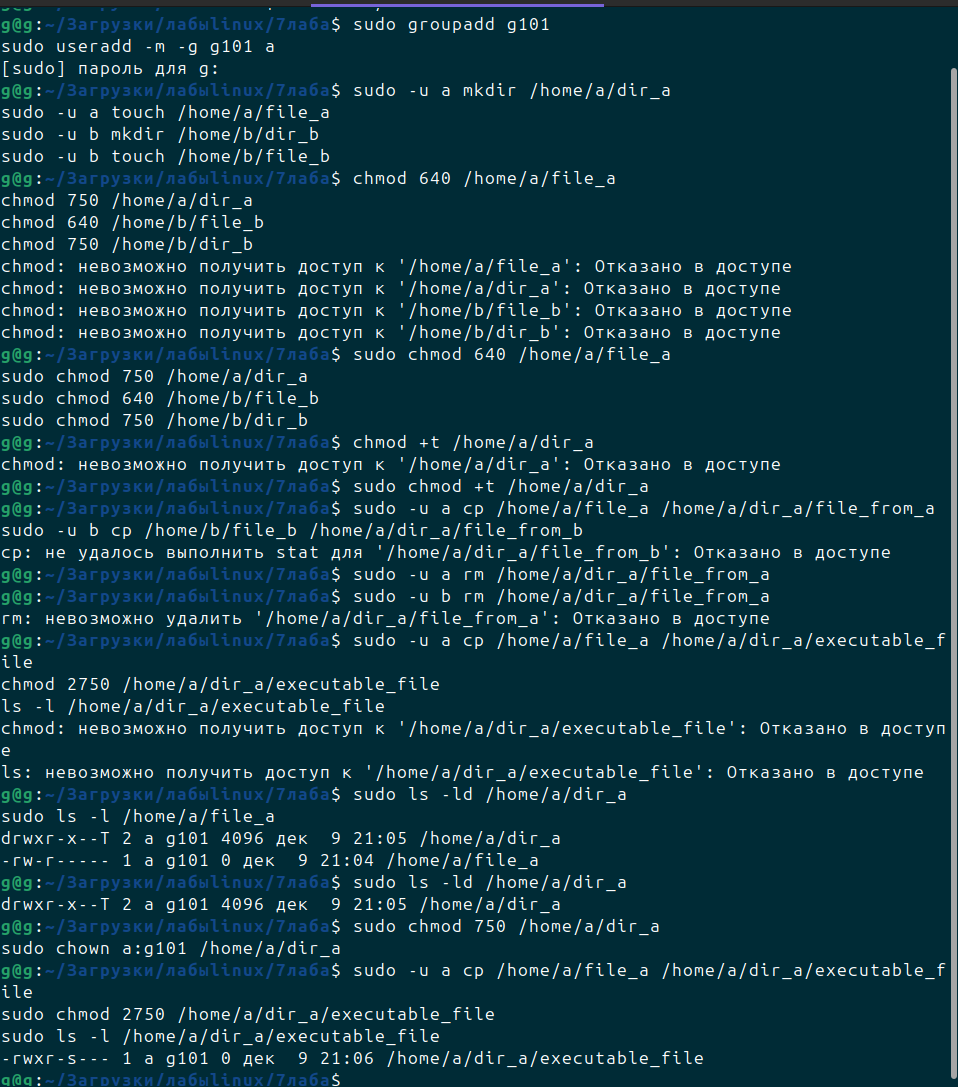 g@g:~/Загрузки/лабыlinux/7лаба$ sudo groupadd g101
sudo useradd -m -g g101 a
[sudo] пароль для g:
g@g:~/Загрузки/лабыlinux/7лаба$ sudo -u a mkdir /home/a/dir_a
sudo -u a touch /home/a/file_a
sudo -u b mkdir /home/b/dir_b
sudo -u b touch /home/b/file_b
g@g:~/Загрузки/лабыlinux/7лаба$ chmod 640 /home/a/file_a
chmod 750 /home/a/dir_a
chmod 640 /home/b/file_b
chmod 750 /home/b/dir_b
chmod: невозможно получить доступ к '/home/a/file_a': Отказано в доступе
chmod: невозможно получить доступ к '/home/a/dir_a': Отказано в доступе
chmod: невозможно получить доступ к '/home/b/file_b': Отказано в доступе
chmod: невозможно получить доступ к '/home/b/dir_b': Отказано в доступе
g@g:~/Загрузки/лабыlinux/7лаба$ sudo chmod 640 /home/a/file_a
sudo chmod 750 /home/a/dir_a
sudo chmod 640 /home/b/file_b
sudo chmod 750 /home/b/dir_b
g@g:~/Загрузки/лабыlinux/7лаба$ chmod +t /home/a/dir_a
chmod: невозможно получить доступ к '/home/a/dir_a': Отказано в доступе
g@g:~/Загрузки/лабыlinux/7лаба$ sudo chmod +t /home/a/dir_a
g@g:~/Загрузки/лабыlinux/7лаба$ sudo -u a cp /home/a/file_a /home/a/dir_a/file_from_a
sudo -u b cp /home/b/file_b /home/a/dir_a/file_from_b
cp: не удалось выполнить stat для '/home/a/dir_a/file_from_b': Отказано в доступе
g@g:~/Загрузки/лабыlinux/7лаба$ sudo -u a rm /home/a/dir_a/file_from_a
g@g:~/Загрузки/лабыlinux/7лаба$ sudo -u b rm /home/a/dir_a/file_from_a
rm: невозможно удалить '/home/a/dir_a/file_from_a': Отказано в доступе
g@g:~/Загрузки/лабыlinux/7лаба$ sudo -u a cp /home/a/file_a /home/a/dir_a/executable_f
ile
chmod 2750 /home/a/dir_a/executable_file
ls -l /home/a/dir_a/executable_file
chmod: невозможно получить доступ к '/home/a/dir_a/executable_file': Отказано в доступ
е
ls: невозможно получить доступ к '/home/a/dir_a/executable_file': Отказано в доступе
g@g:~/Загрузки/лабыlinux/7лаба$ sudo ls -ld /home/a/dir_a
sudo ls -l /home/a/file_a
drwxr-x--T 2 a g101 4096 дек  9 21:05 /home/a/dir_a
-rw-r----- 1 a g101 0 дек  9 21:04 /home/a/file_a
g@g:~/Загрузки/лабыlinux/7лаба$ sudo ls -ld /home/a/dir_a
drwxr-x--T 2 a g101 4096 дек  9 21:05 /home/a/dir_a
g@g:~/Загрузки/лабыlinux/7лаба$ sudo chmod 750 /home/a/dir_a
sudo chown a:g101 /home/a/dir_a
g@g:~/Загрузки/лабыlinux/7лаба$ sudo -u a cp /home/a/file_a /home/a/dir_a/executable_f
ile
sudo chmod 2750 /home/a/dir_a/executable_file
sudo ls -l /home/a/dir_a/executable_file
-rwxr-s--- 1 a g101 0 дек  9 21:06 /home/a/dir_a/executable_file
g@g:~/Загрузки/лабыlinux/7лаба$